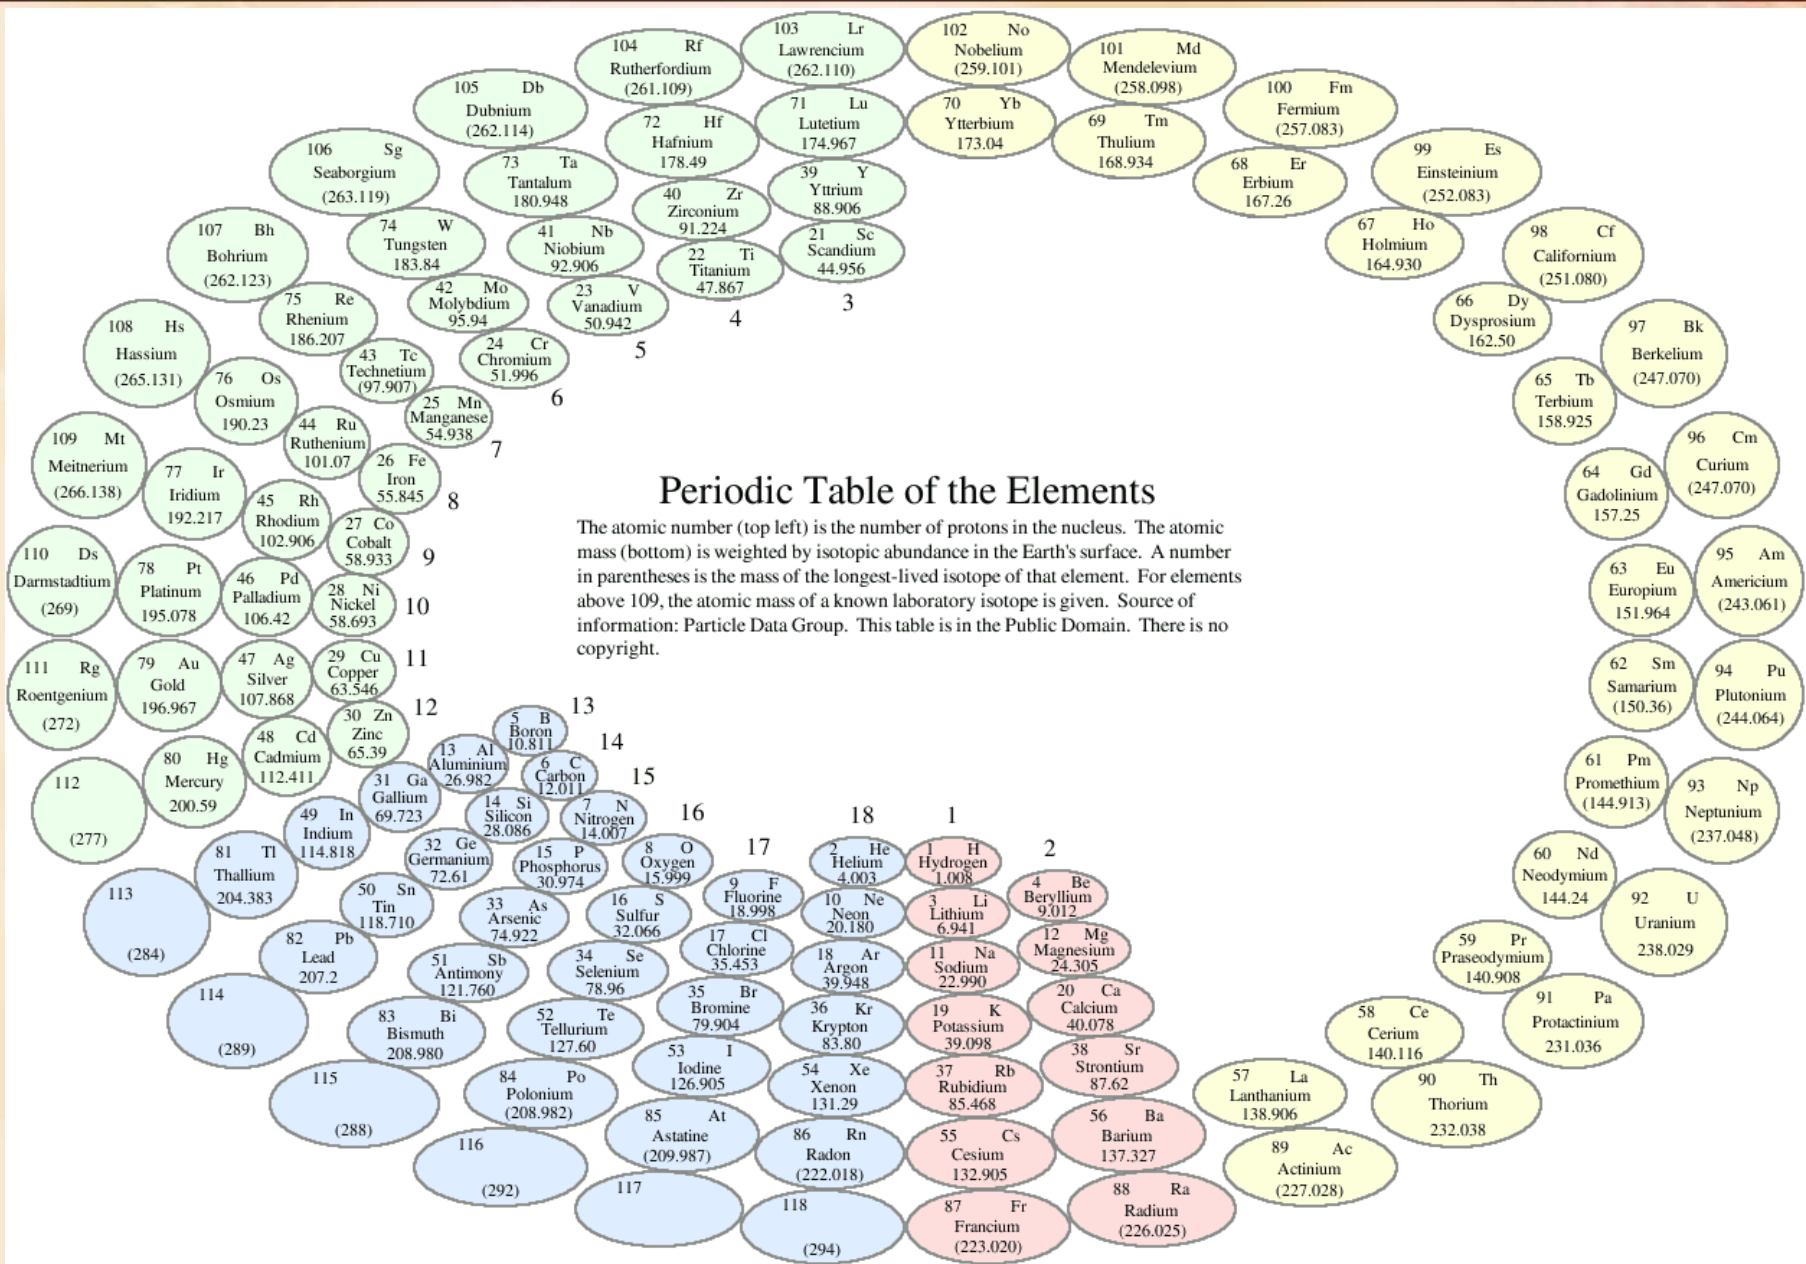 Periodic Table of the Elements
The atomic number (top left) is the number of protons in the nucleus. The atomic
mass (bottom) is weighted by isotopic abundance in the Earth's surface. A number
in parentheses is the mass of the longest-lived isotope of that element. For elements
above 109, the atomic mass of a known laboratory isotope is given. Source of
information: Particle Data Group. This table is in the Public Domain. There is no
copyright.
1
1 H
Hydrogen
1.008
3 Li
Lithium
6.941
11 Na
Sodium
22.990
19 K
Potassium
39.098
37 Rb
Rubidium
85.468
55 Cs
Cesium
132.905
87 Fr
Francium
(223.020)
2
4 Be
Beryllium
9.012
12 Mg
Magnesium
24.305
20 Ca
Calcium
40.078
38 Sr
Strontium
87.62
56 Ba
Barium
137.327
88 Ra
Radium
(226.025)
57 La
Lanthanium
138.906
89 Ac
Actinium
(227.028)
58 Ce
Cerium
140.116
90 Th
Thorium
232.038
59 Pr
Praseodymium
140.908
91 Pa
Protactinium
231.036
60 Nd
Neodymium
144.24
92 U
Uranium
238.029
61 Pm
Promethium
(144.913)
93 Np
Neptunium
(237.048)
62 Sm
Samarium
(150.36)
94 Pu
Plutonium
(244.064)
63 Eu
Europium
151.964
95 Am
Americium
(243.061)
64 Gd
Gadolinium
157.25
96 Cm
Curium
(247.070)
65 Tb
Terbium
158.925
97 Bk
Berkelium
(247.070)
66 Dy
Dysprosium
162.50
98 Cf
Californium
(251.080)
67 Ho
Holmium
164.930
99 Es
Einsteinium
(252.083)
68 Er
Erbium
167.26
100 Fm
Fermium
(257.083)
69 Tm
Thulium
168.934
101 Md
Mendelevium
(258.098)
70 Yb
Ytterbium
173.04
102 No
Nobelium
(259.101)
3
21 Sc
Scandium
44.956
39 Y
Yttrium
88.906
71 Lu
Lutetium
174.967
103 Lr
Lawrencium
(262.110)
4
22 Ti
Titanium
47.867
40 Zr
Zirconium
91.224
72 Hf
Hafnium
178.49
104 Rf
Rutherfordium
(261.109)
5
23 V
Vanadium
50.942
41 Nb
Niobium
92.906
73 Ta
Tantalum
180.948
105 Db
Dubnium
(262.114)
6
24 Cr
Chromium
51.996
42 Mo
Molybdium
95.94
74 W
Tungsten
183.84
106 Sg
Seaborgium
(263.119)
7
25 Mn
Manganese
54.938
43 Tc
Technetium
(97.907)
75 Re
Rhenium
186.207
107 Bh
Bohrium
(262.123)
8
26 Fe
Iron
55.845
44 Ru
Ruthenium
101.07
76 Os
Osmium
190.23
108 Hs
Hassium
(265.131)
9
27 Co
Cobalt
58.933
45 Rh
Rhodium
102.906
77 Ir
Iridium
192.217
109 Mt
Meitnerium
(266.138)
10
28 Ni
Nickel
58.693
46 Pd
Palladium
106.42
78 Pt
Platinum
195.078
110 Ds
Darmstadtium
(269)
11
29 Cu
Copper
63.546
47 Ag
Silver
107.868
79 Au
Gold
196.967
111 Rg
Roentgenium
(272)
12
30 Zn
Zinc
65.39
48 Cd
Cadmium
112.411
80 Hg
Mercury
200.59
112
(277)
13
5 B
Boron
10.811
13 Al
Aluminium
26.982
31 Ga
Gallium
69.723
49 In
Indium
114.818
81 Tl
Thallium
204.383
113
(284)
14
6 C
Carbon
12.011
14 Si
Silicon
28.086
32 Ge
Germanium
72.61
50 Sn
Tin
118.710
82 Pb
Lead
207.2
114
(289)
15
7 N
Nitrogen
14.007
15 P
Phosphorus
30.974
33 As
Arsenic
74.922
51 Sb
Antimony
121.760
83 Bi
Bismuth
208.980
115
(288)
16
8 O
Oxygen
15.999
16 S
Sulfur
32.066
34 Se
Selenium
78.96
52 Te
Tellurium
127.60
84 Po
Polonium
(208.982)
116
(292)
17
9 F
Fluorine
18.998
17 Cl
Chlorine
35.453
35 Br
Bromine
79.904
53 I
Iodine
126.905
85 At
Astatine
(209.987)
117
18
2 He
Helium
4.003
10 Ne
Neon
20.180
18 Ar
Argon
39.948
36 Kr
Krypton
83.80
54 Xe
Xenon
131.29
86 Rn
Radon
(222.018)
118
(294)